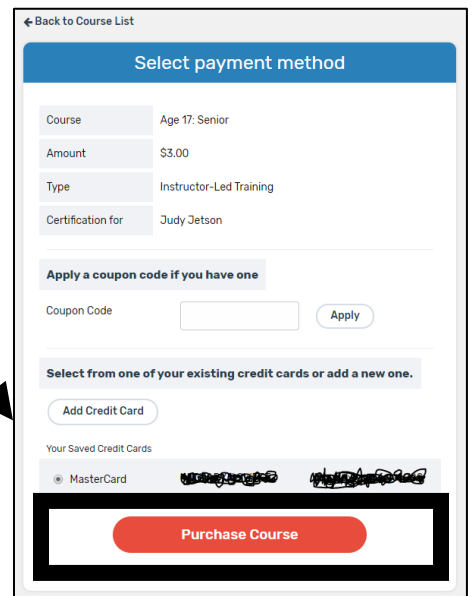 ← Back to Course List
Select payment method
Course Age 17: Senior
Amount $3.00
Type Instructor-Led Training
Certification for Judy Jetson
Apply a coupon code if you have one
Coupon Code Apply
Select from one of your existing credit cards or add a new one.
Add Credit Card
Your Saved Credit Cards
MasterCard
Purchase Course